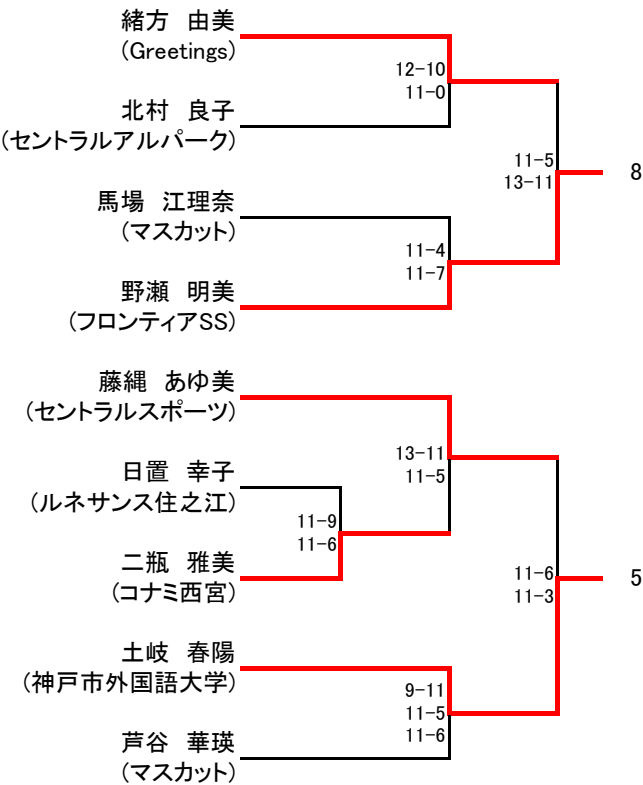 緒方　由美
(Greetings)
12-10
11-0
北村　良子
(セントラルアルパーク)
11-5
13-11
8
馬場　江理奈
(マスカット)
11-4
11-7
野瀬　明美
(フロンティアSS)
藤縄　あゆ美
(セントラルスポーツ)
13-11
11-5
日置　幸子
(ルネサンス住之江)
11-9
11-6
二瓶　雅美
(コナミ西宮)
11-6
11-3
5
土岐　春陽
(神戸市外国語大学)
9-11
11-5
11-6
芦谷　華瑛
(マスカット)